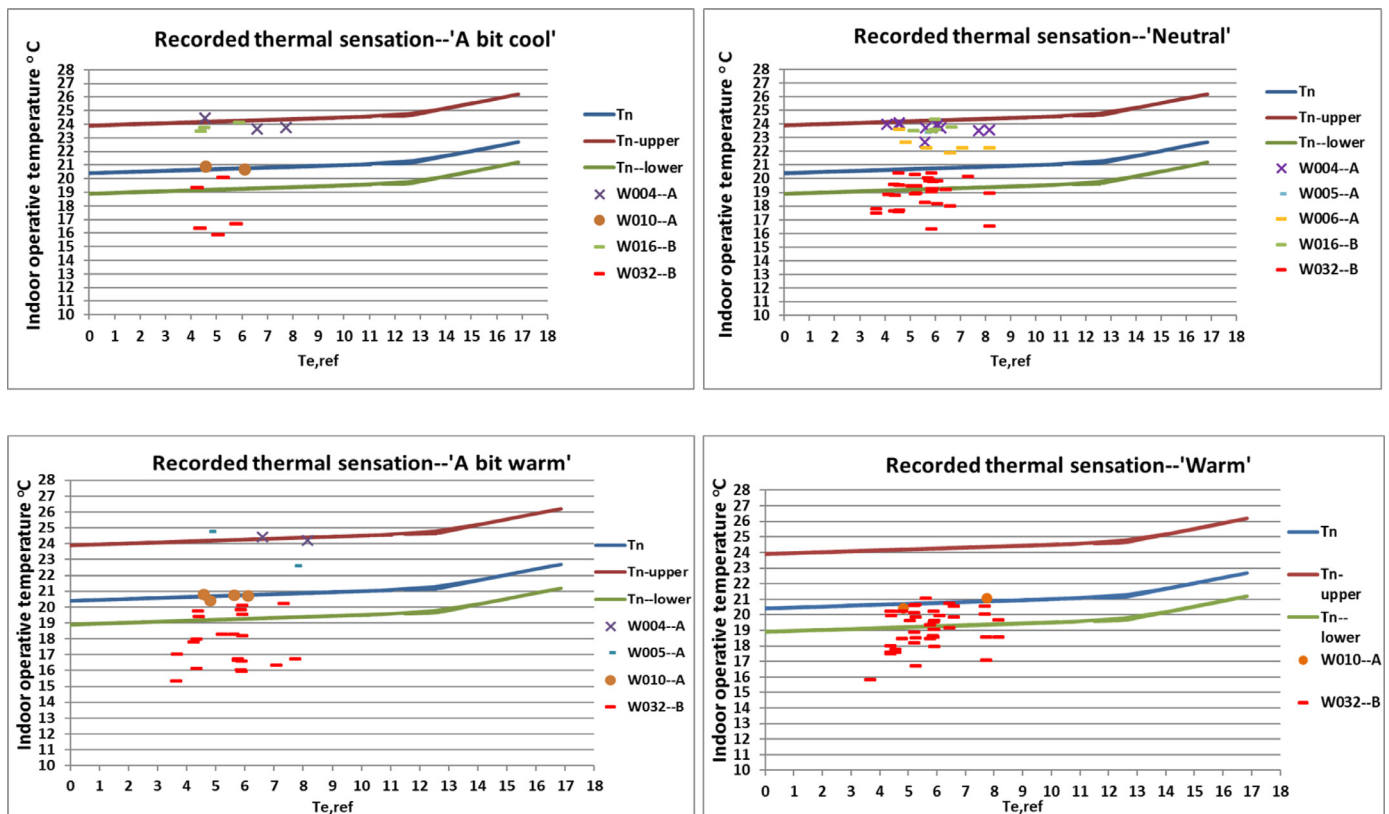 Recorded thermal sensation--'A bit cool'
Indoor operative temperature °C
28
27
26
25
24
23
22
21
20
19
18
17
16
15
14
13
12
11
10
0 1 2 3 4 5 6 7 8 9 10 11 12 13 14 15 16 17 18
Te,ref
Tn
Tn-upper
Tn--lower
W004--A
W010--A
W016--B
W032--B
Recorded thermal sensation--'Neutral'
Indoor operative temperature °C
28
27
26
25
24
23
22
21
20
19
18
17
16
15
14
13
12
11
10
0 1 2 3 4 5 6 7 8 9 10 11 12 13 14 15 16 17 18
Te,ref
Tn
Tn-upper
Tn--lower
W004--A
W005--A
W006--A
W016--B
W032--B
Recorded thermal sensation--'A bit warm'
Indoor operative temperature °C
28
27
26
25
24
23
22
21
20
19
18
17
16
15
14
13
12
11
10
0 1 2 3 4 5 6 7 8 9 10 11 12 13 14 15 16 17 18
Te,ref
Tn
Tn-upper
Tn--lower
W004--A
W005--A
W010--A
W032--B
Recorded thermal sensation--'Warm'
Indoor operative temperature °C
28
27
26
25
24
23
22
21
20
19
18
17
16
15
14
13
12
11
10
0 1 2 3 4 5 6 7 8 9 10 11 12 13 14 15 16 17 18
Te,ref
Tn
Tn-
upper
Tn--
lower
W010--A
W032--B